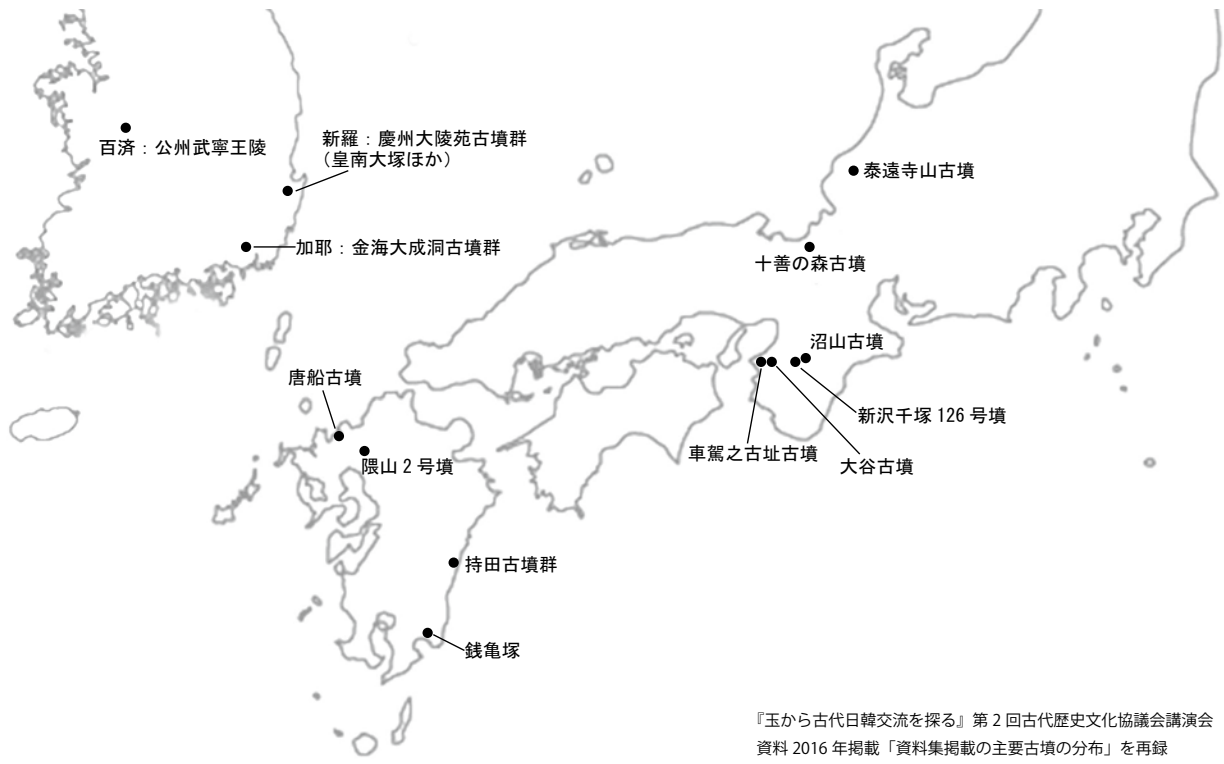 百済：公州武寧王陵
新羅：慶州大陵苑古墳群
（皇南大塚ほか）
加耶：金海大成洞古墳群
泰遠寺山古墳
十善の森古墳
沼山古墳
新沢千塚 126 号墳
車駕之古址古墳
大谷古墳
唐船古墳
隈山 2 号墳
持田古墳群
銭亀塚
『玉から古代日韓交流を探る』第 2 回古代歴史文化協議会講演会
資料 2016 年掲載「資料集掲載の主要古墳の分布」を再録